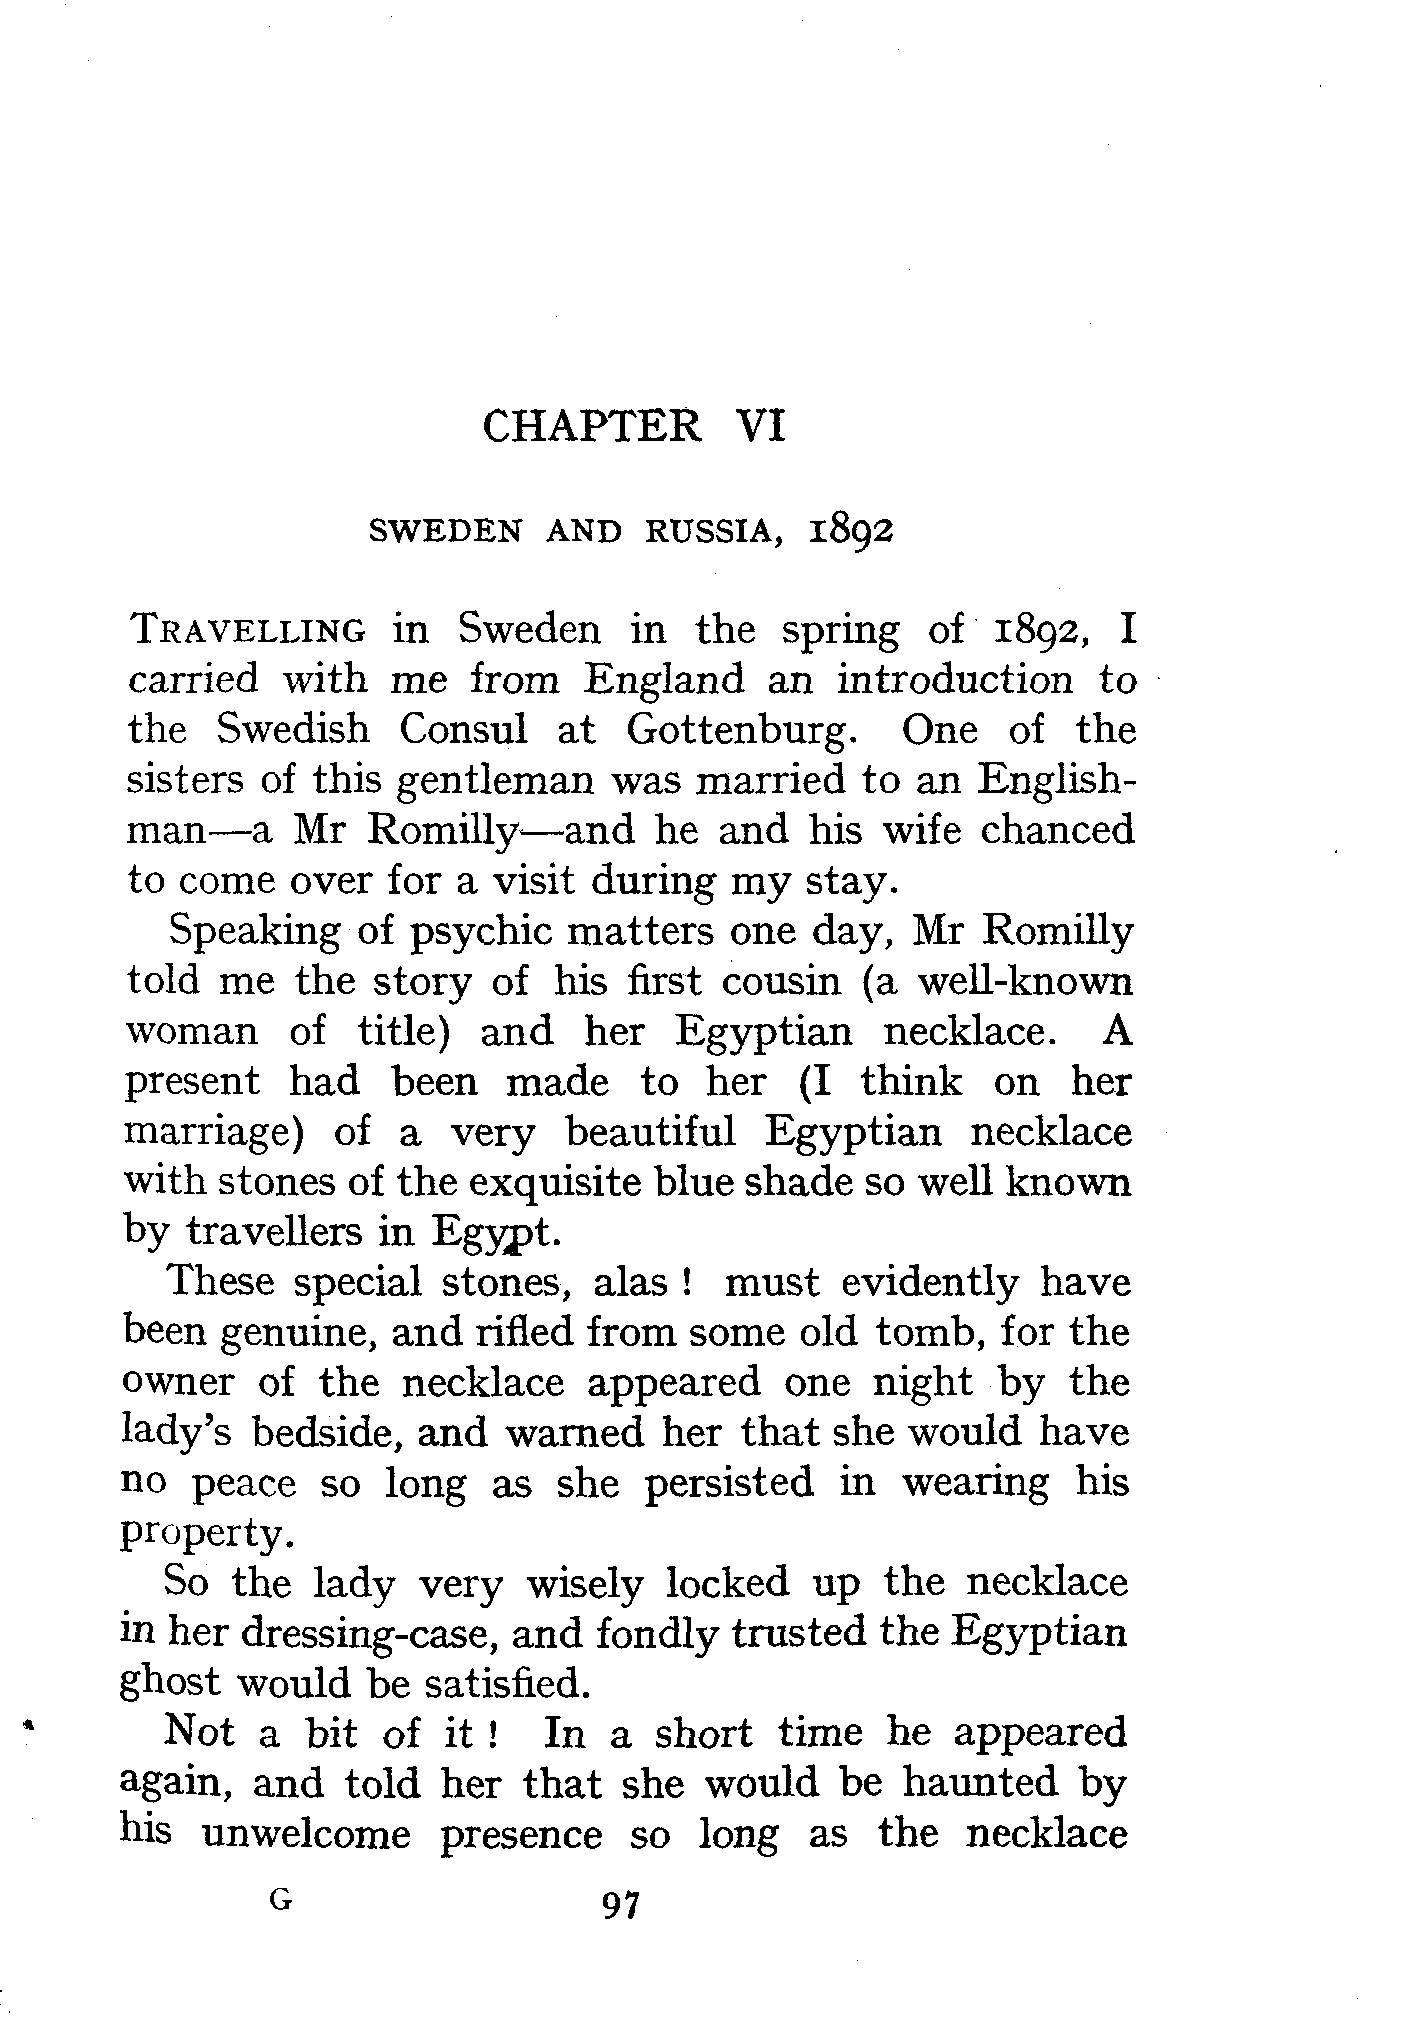 CHAPTER VI
SWEDEN AND RUSSIA, 1892
TRAVELLING in Sweden in the spring of 1892, I
carried with me from England an introduction to
the Swedish Consul at Gottenburg. One of the
sisters of this gentleman was married to an English-
man—a Mr Romilly—and he and his wife chanced
to come over for a visit during my stay.
Speaking of psychic matters one day, Mr Romilly
told me the story of his first cousin (a well-known
woman of title) and her Egyptian necklace. A
present had been made to her (I think on her
marriage) of a very beautiful Egyptian necklace
with stones of the exquisite blue shade so well known
by travellers in Egypt.
These special stones, alas ! must evidently have
been genuine, and rifled from some old tomb, for the
owner of the necklace appeared one night by the
lady's bedside, and warned her that she would have
no peace so long as she persisted in wearing his
property.
So the lady very wisely locked up the necklace
in her dressing-case, and fondly trusted the Egyptian
ghost would be satisfied.
Not a bit of it ! In a short time he appeared
again, and told her that she would be haunted by
his unwelcome presence so long as the necklace
G 97